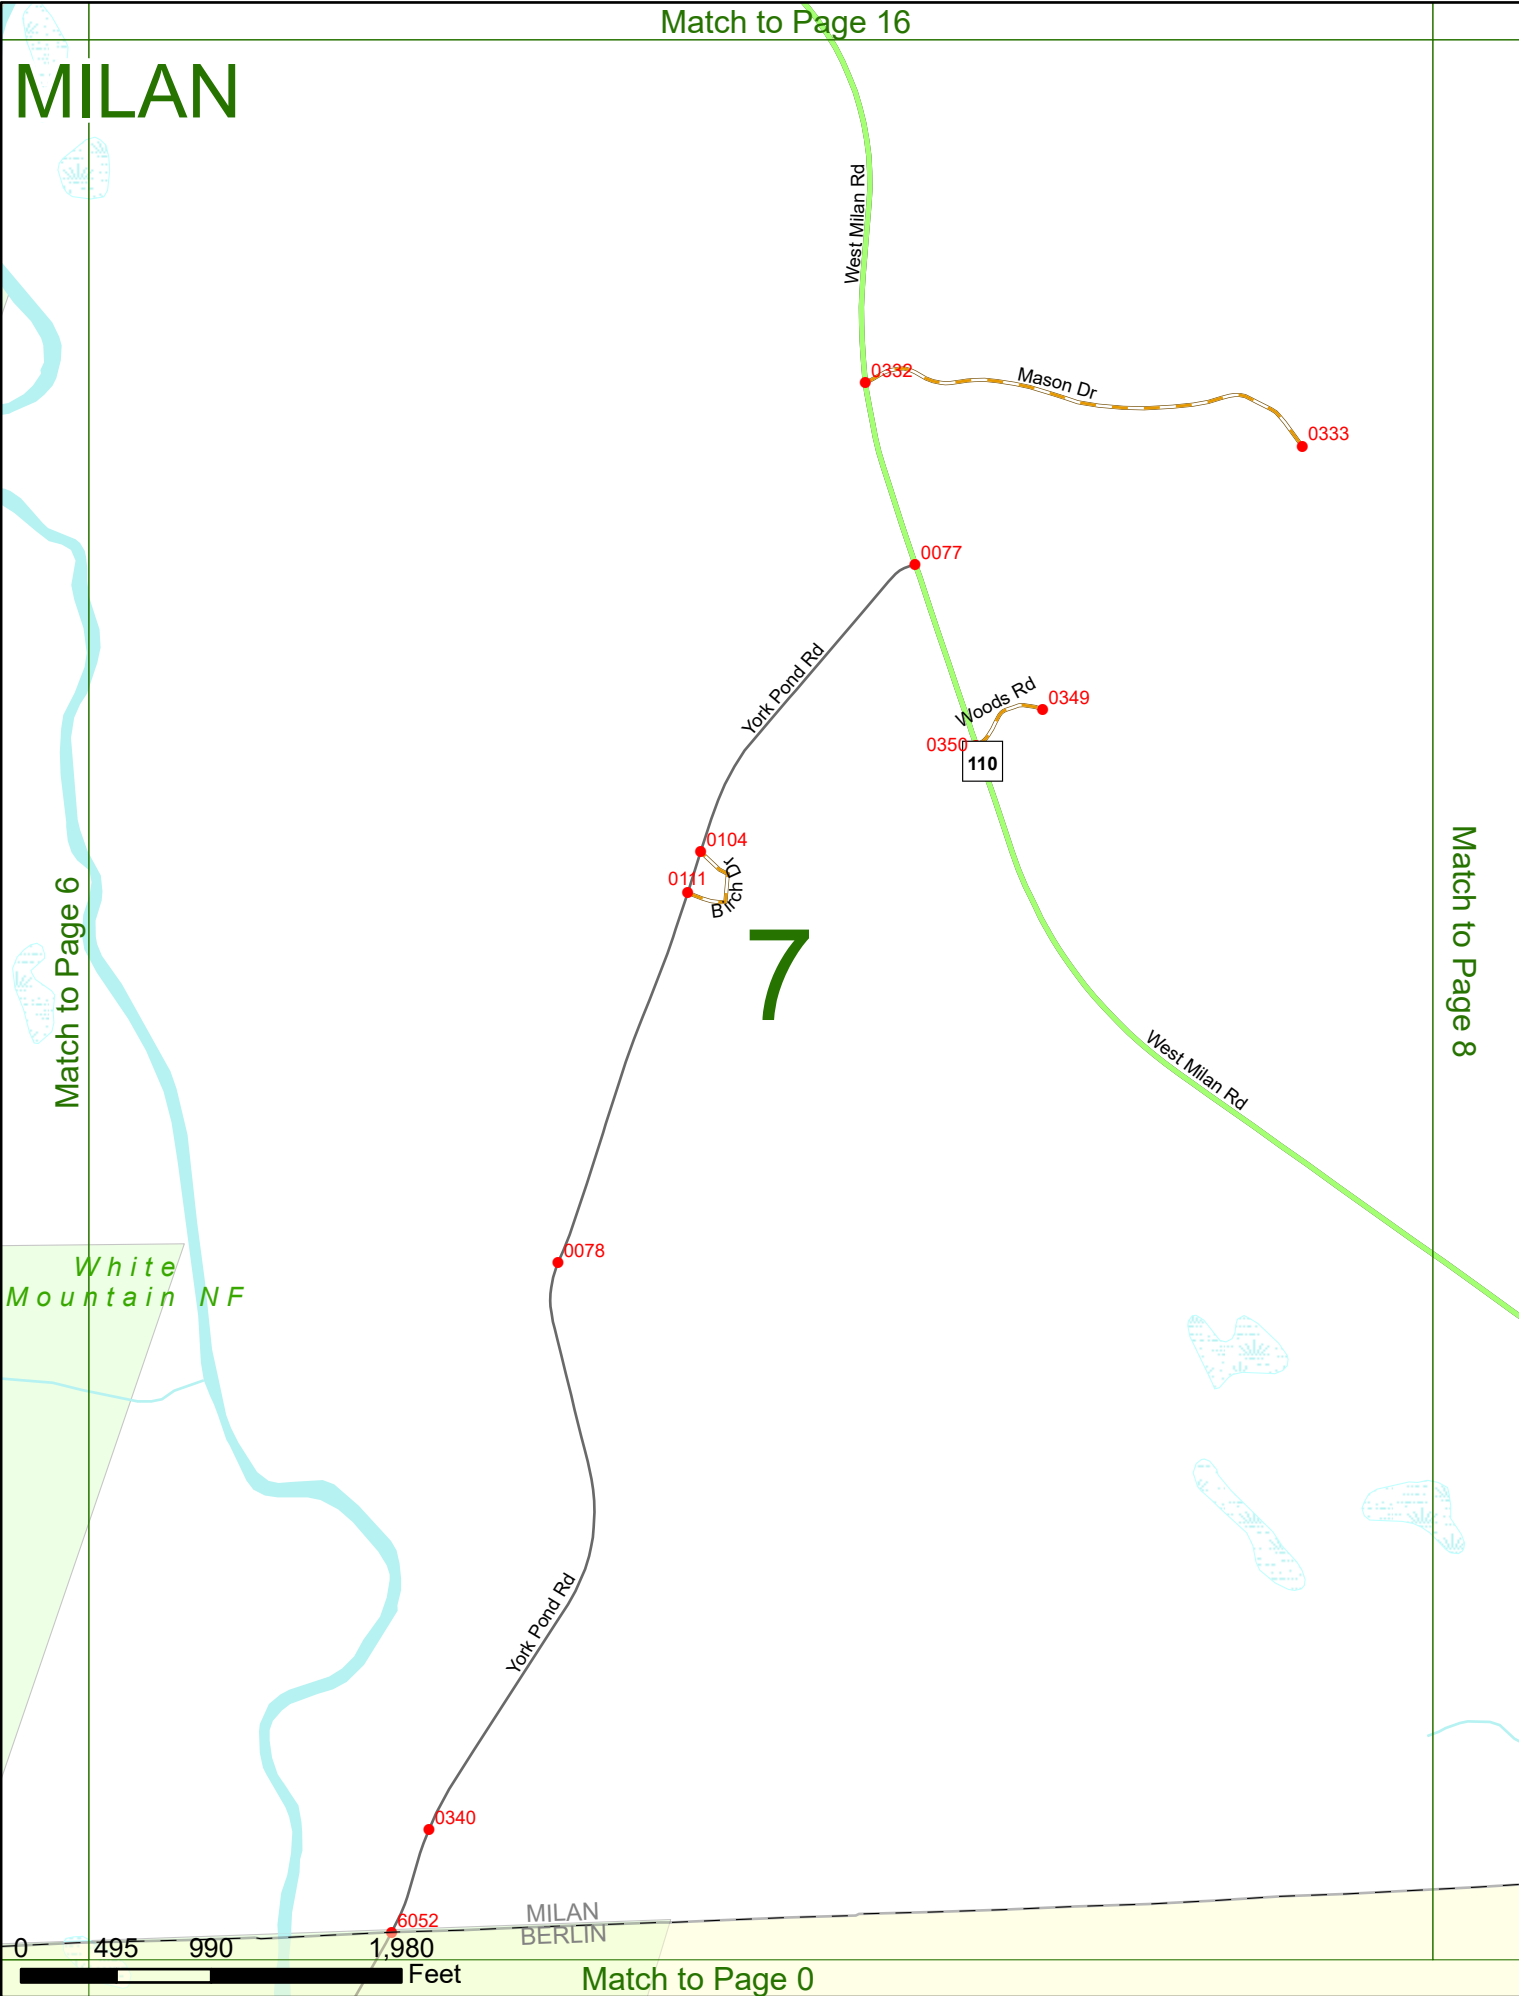 Match to Page 16
MILAN
West Milan Rd
0332
Mason Dr
0333
0077
York Pond Rd
Woods Rd
0349
0350
110
0104
Birch Dr
0111
7
Match to Page 6
Match to Page 8
West Milan Rd
0078
White
Mountain NF
York Pond Rd
0340
6052
MILAN
BERLIN
0 495 990 1,980
Feet
Match to Page 0